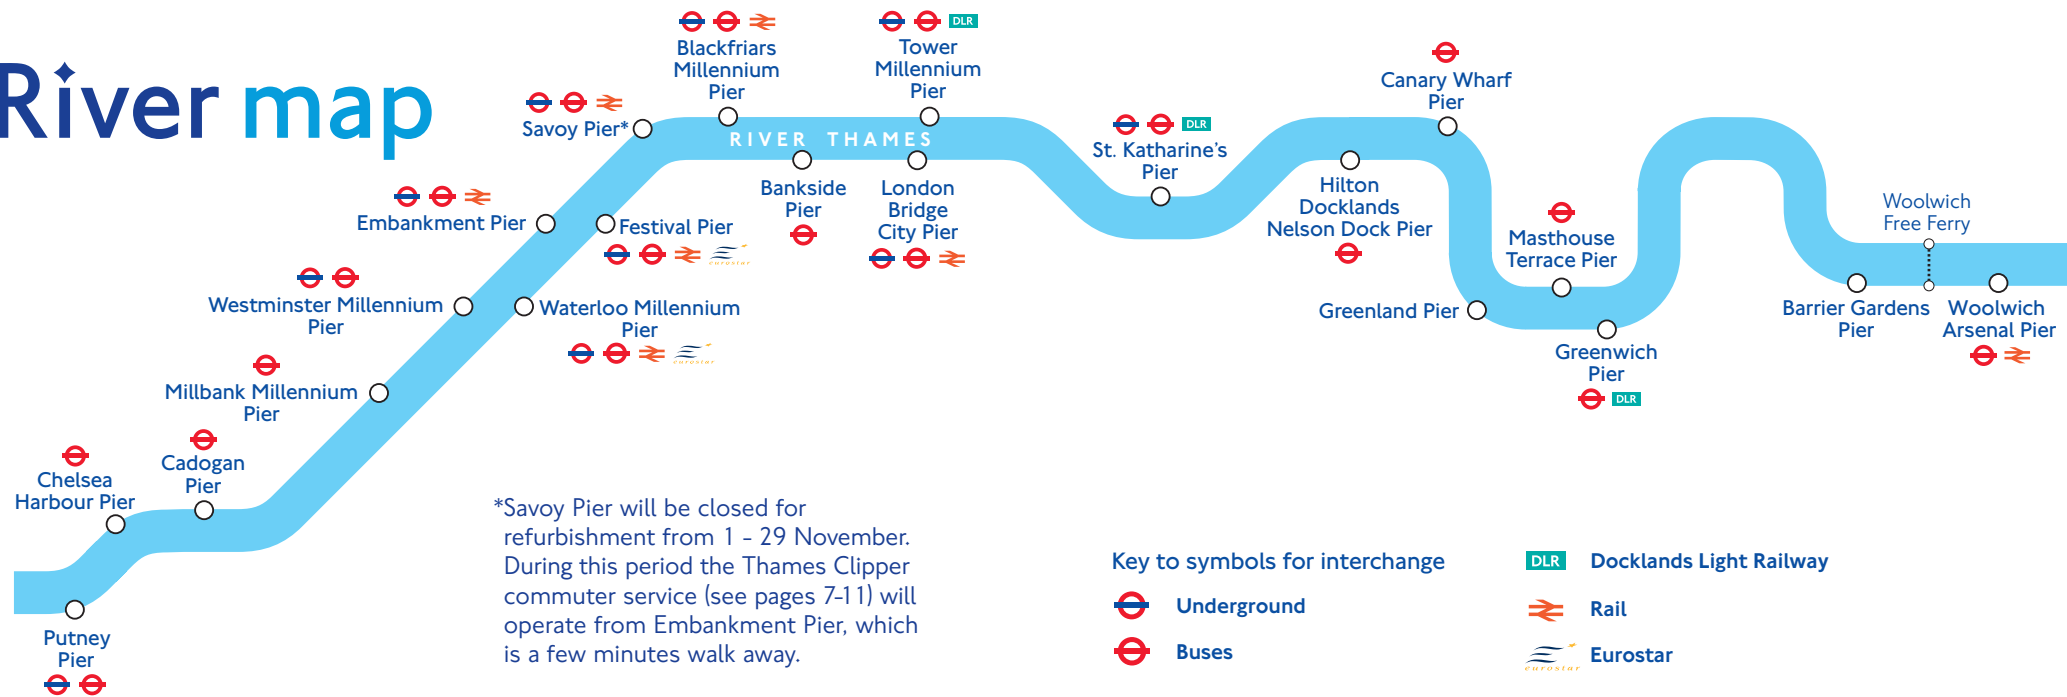 River map
Blackfriars
Millennium
Pier
DLR
Tower
Millennium
Pier
Savoy Pier*
RIVER THAMES
Canary Wharf
Pier
DLR
St. Katharine's
Pier
Embankment Pier
Festival Pier
eurostar
Bankside
Pier
London
Bridge
City Pier
Hilton
Docklands
Nelson Dock Pier
Masthouse
Terrace Pier
Woolwich
Free Ferry
Westminster Millennium
Pier
Waterloo Millennium
Pier
eurostar
Greenland Pier
Greenwich
Pier
DLR
Barrier Gardens
Pier
Woolwich
Arsenal Pier
Millbank Millennium
Pier
Cadogan
Pier
Chelsea
Harbour Pier
Putney
Pier
*Savoy Pier will be closed for
refurbishment from 1 - 29 November.
During this period the Thames Clipper
commuter service (see pages 7-11) will
operate from Embankment Pier, which
is a few minutes walk away.
Key to symbols for interchange
Underground
Buses
DLR Docklands Light Railway
Rail
eurostar Eurostar